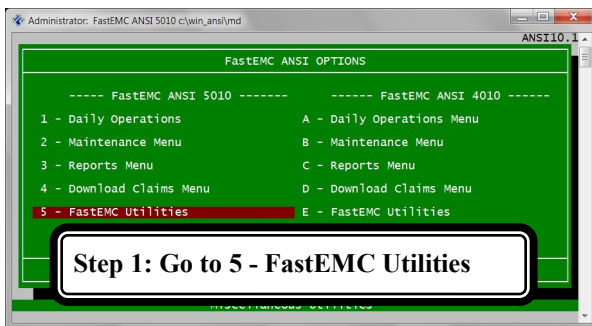 Administrator: FastEMC ANSI 5010 c:\win_ansi\md
ANSI10.1
FastEMC ANSI OPTIONS
----- FastEMC ANSI 5010 -------
------ FastEMC ANSI 4010 ------
1 - Daily Operations
A - Daily Operations Menu
2 - Maintenance Menu
B - Maintenance Menu
3 - Reports Menu
C - Reports Menu
4 - Download Claims Menu
D - Download Claims Menu
5 - FastEMC Utilities
E - FastEMC Utilities
Step 1: Go to 5 - FastEMC Utilities
Miscellaneous Utilities